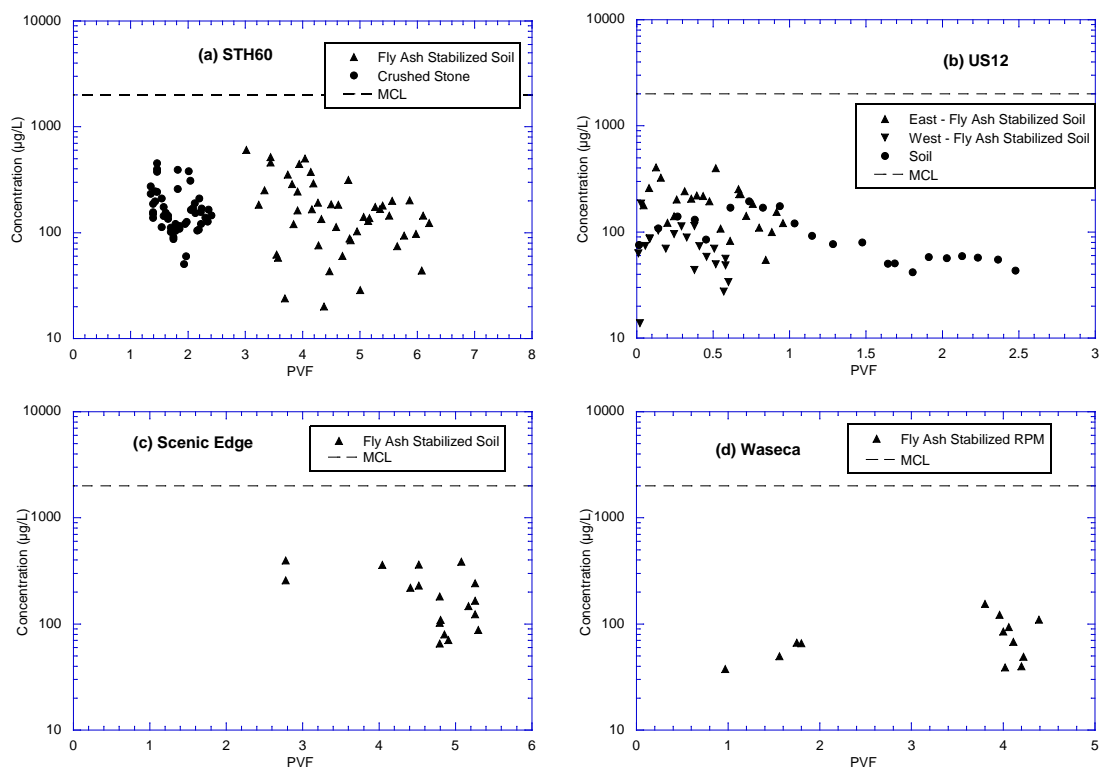 (a) STH60
Fly Ash Stabilized Soil
Crushed Stone
MCL
Concentration (µg/L)
10000
1000
100
10
0 1 2 3 4 5 6 7 8
PVF
(b) US12
East - Fly Ash Stabilized Soil
West - Fly Ash Stabilized Soil
Soil
MCL
Concentration (µg/L)
10000
1000
100
10
0 0.5 1 1.5 2 2.5 3
PVF
(c) Scenic Edge
Fly Ash Stabilized Soil
MCL
Concentration (µg/L)
10000
1000
100
10
0 1 2 3 4 5 6
PVF
(d) Waseca
Fly Ash Stabilized RPM
MCL
Concentration (µg/L)
10000
1000
100
10
0 1 2 3 4 5
PVF